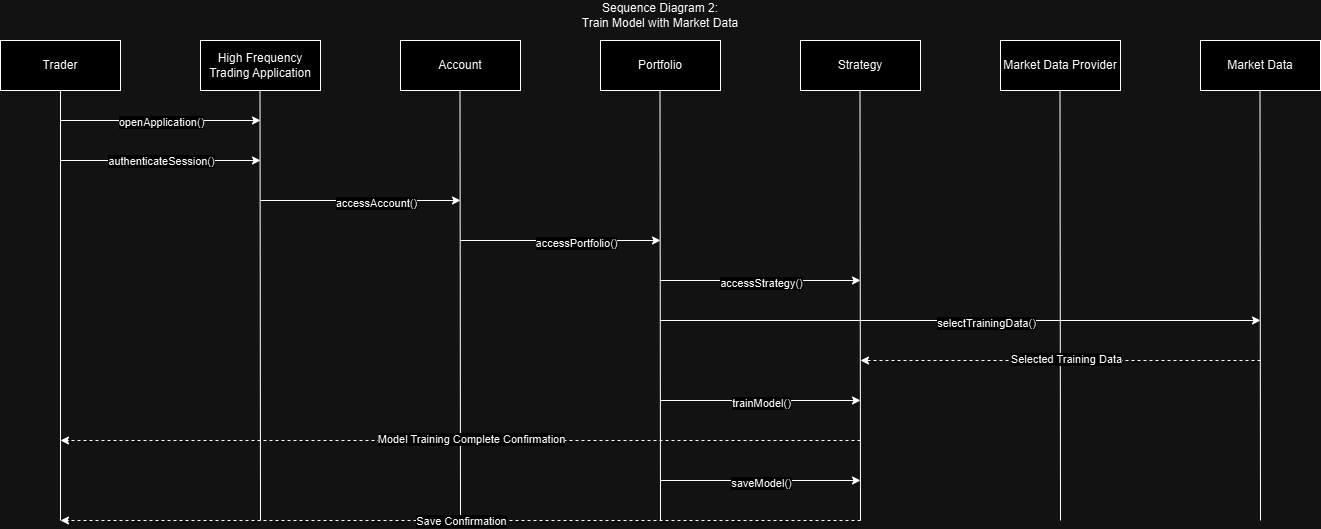 Sequence Diagram 2:
Train Model with Market Data
Trader
High Frequency
Trading Application
Account
Portfolio
Strategy
Market Data Provider
Market Data
openApplication()
authenticateSession()
accessAccount()
accessPortfolio()
accessStrategy()
selectTrainingData()
Selected Training Data
trainModel()
Model Training Complete Confirmation
saveModel()
Save Confirmation